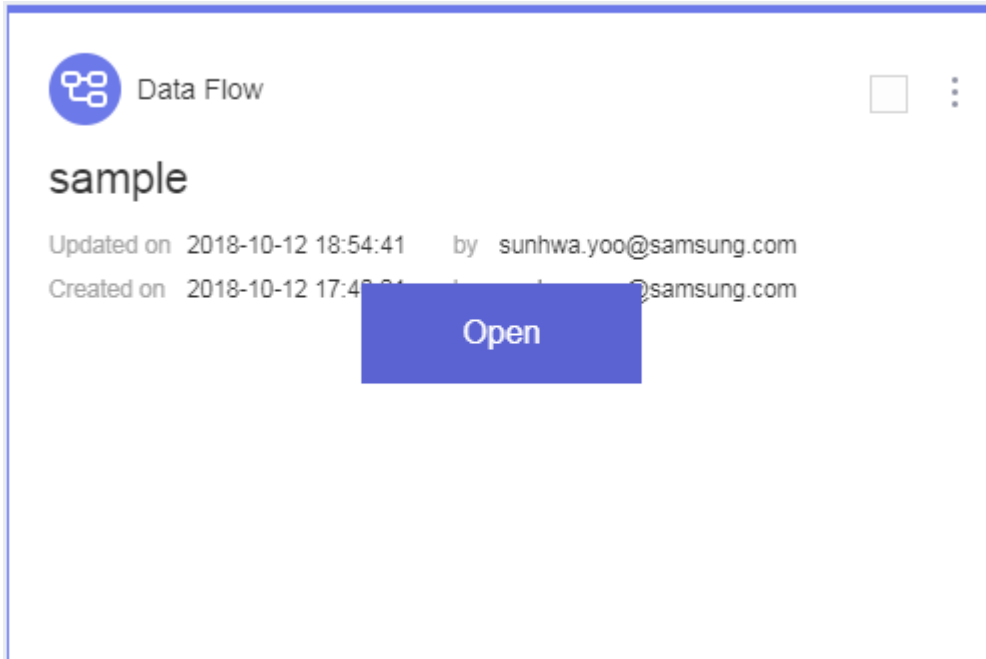 Data Flow
sample
Updated on 2018-10-12 18:54:41 by sunhwa.yoo@samsung.com
Created on 2018-10-12 @samsung.com
Open